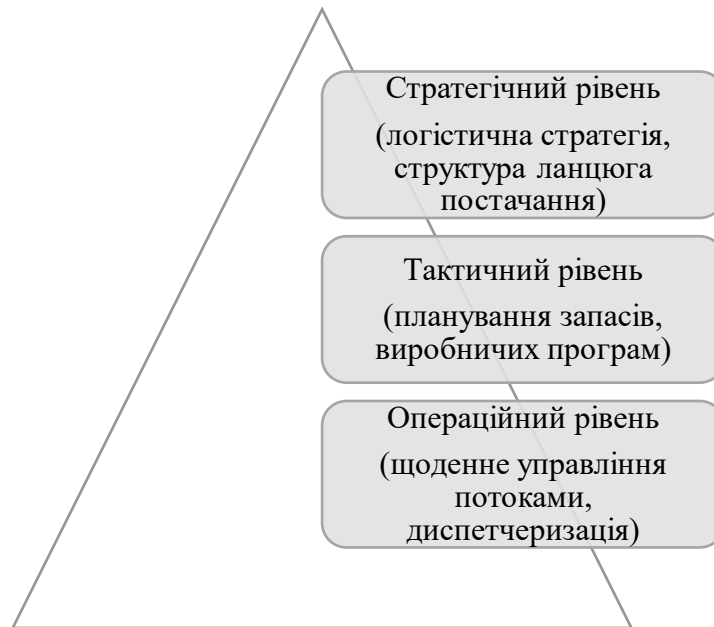 Стратегічний рівень
(логістична стратегія,
структура ланцюга
постачання)
Тактичний рівень
(планування запасів,
виробничих програм)
Операційний рівень
(щоденне управління
потоками,
диспетчеризація)